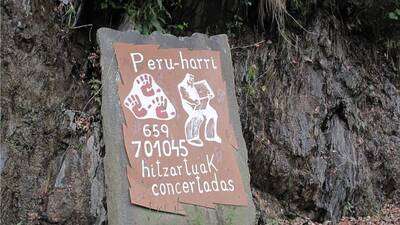 Peru-harri
659
701045
hitzartuak
concertadas